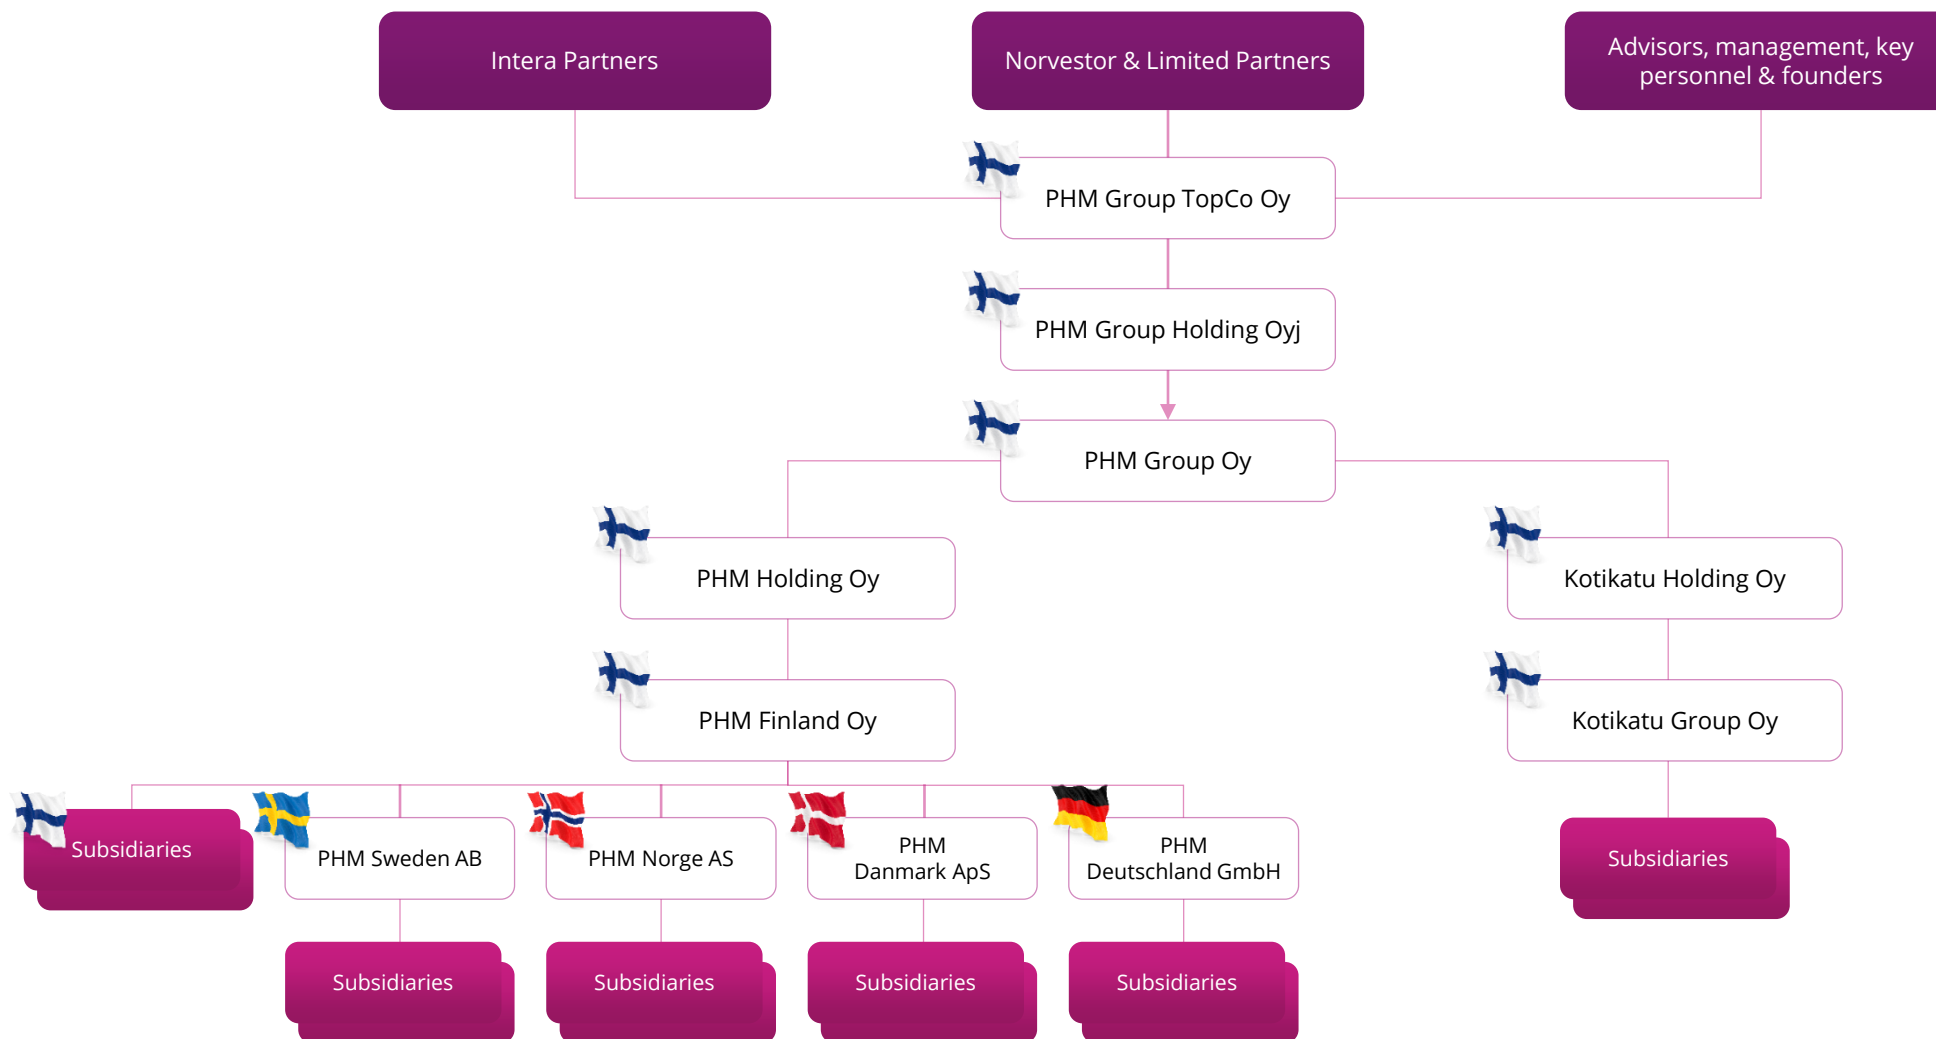 Intera Partners
Norvestor & Limited Partners
Advisors, management, key
personnel & founders
PHM Group TopCo Oy
PHM Group Holding Oyj
PHM Group Oy
PHM Holding Oy
Kotikatu Holding Oy
PHM Finland Oy
Kotikatu Group Oy
Subsidiaries
PHM Sweden AB
PHM Norge AS
PHM
Danmark ApS
PHM
Deutschland GmbH
Subsidiaries
Subsidiaries
Subsidiaries
Subsidiaries
Subsidiaries